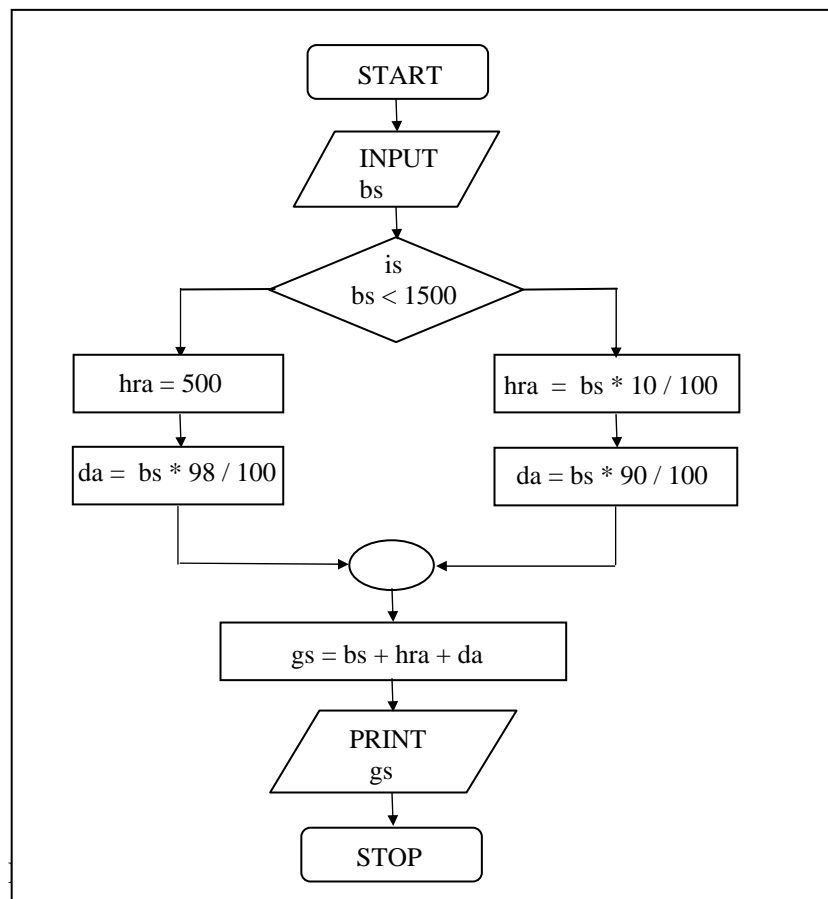 START
INPUT
bs
is
bs < 1500
hra = 500
hra = bs * 10 / 100
da = bs * 98 / 100
da = bs * 90 / 100
gs = bs + hra + da
PRINT
gs
STOP